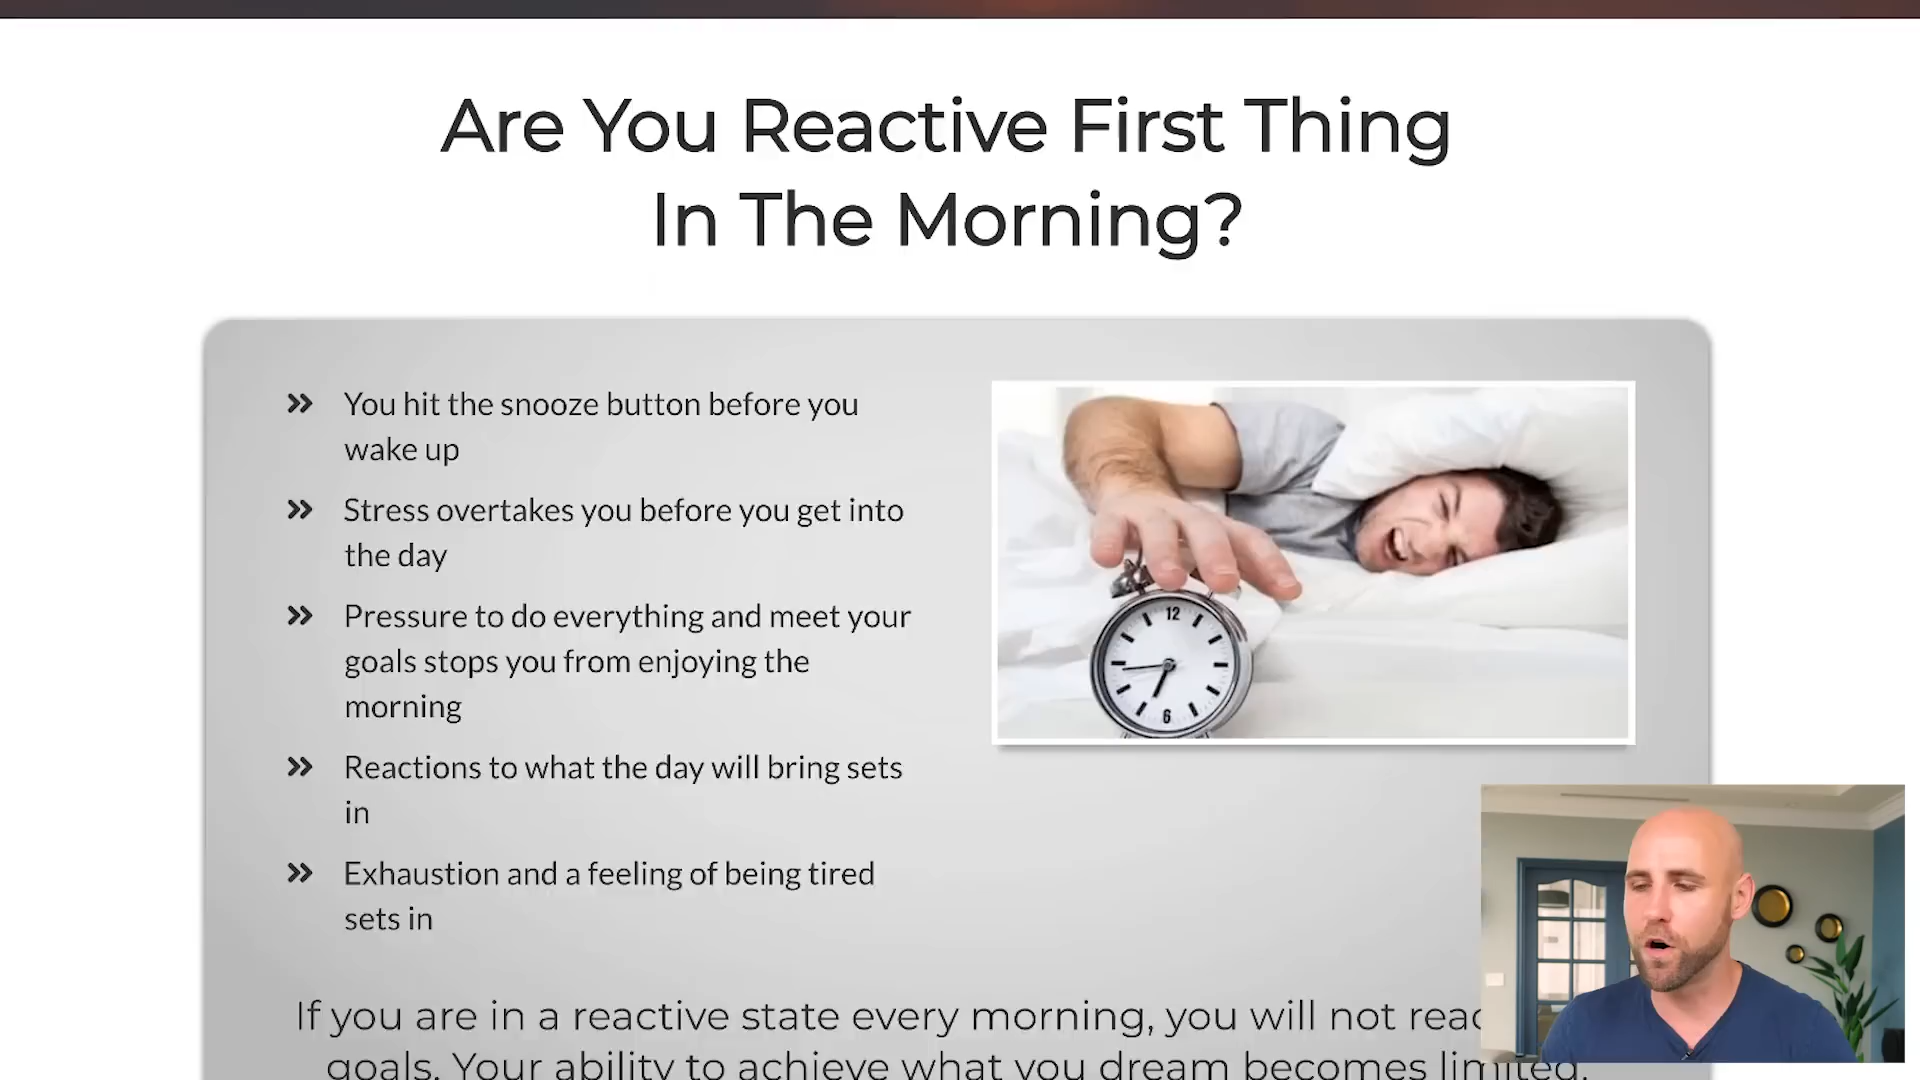 Are You Reactive First Thing
In The Morning?
You hit the snooze button before you
wake up
Stress overtakes you before you get into
the day
Pressure to do everything and meet your
goals stops you from enjoying the
morning
Reactions to what the day will bring sets
in
Exhaustion and a feeling of being tired
sets in
12
6
If you are in a reactive state every morning, you will not
goals. Your ability to achieve what you dream becomes limited.